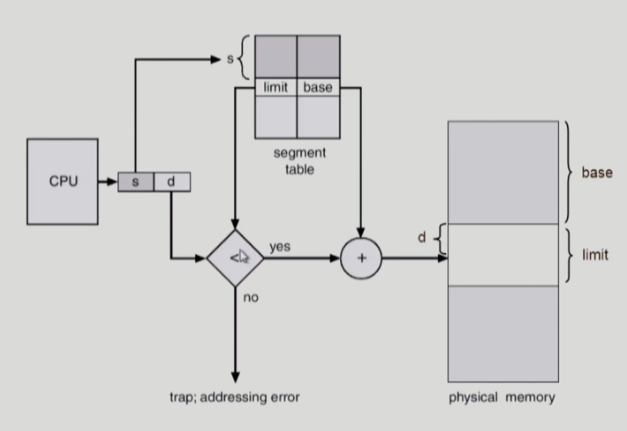 s
limit base
segment
table
CPU
s d
<
yes
no
+
d
base
limit
trap; addressing error
physical memory